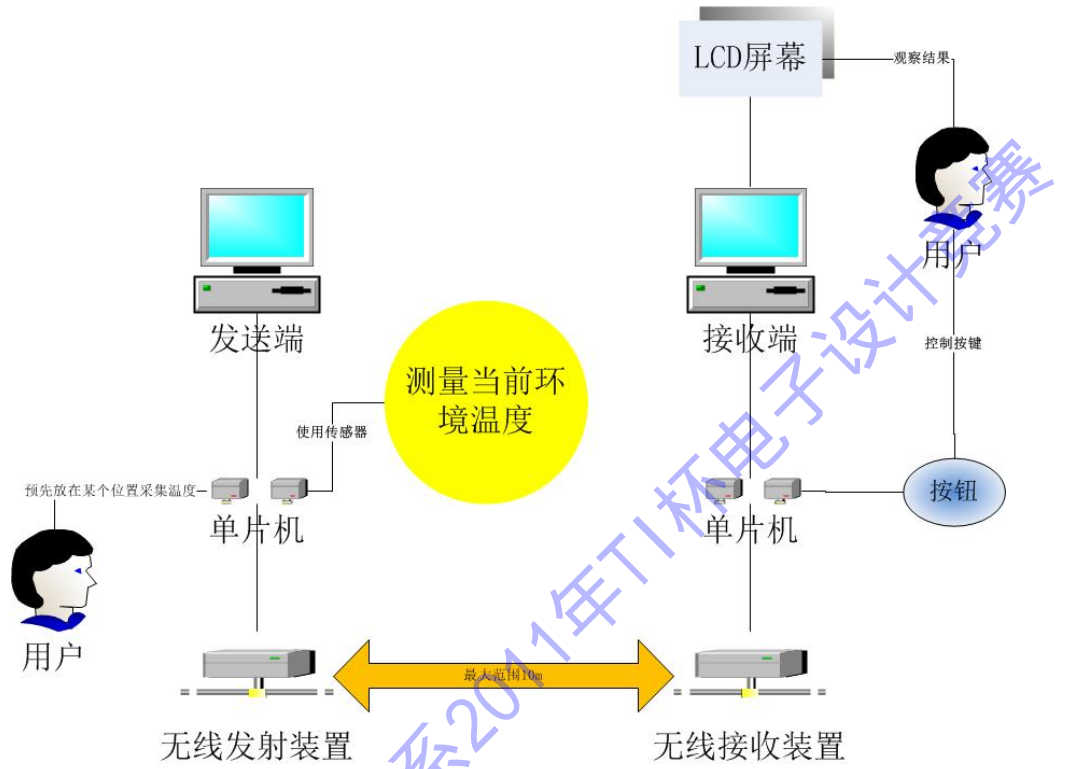 LCD屏幕
观察结果
用户
发送端
接收端
控制按键
测量当前环
境温度
使用传感器
预先放在某个位置采集温度
单片机
单片机
按钮
用户
最大范围10m
无线发射装置
无线接收装置
系2011年TI杯电子设计竞赛